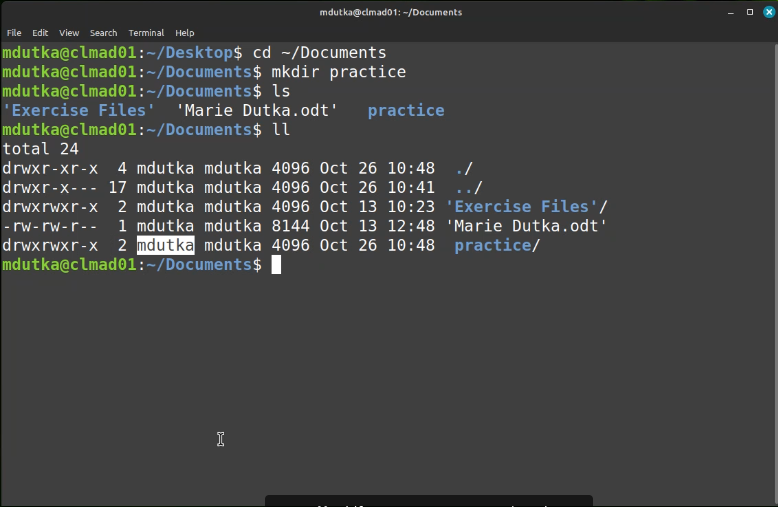 mdutka@clmad01: ~/Documents
File Edit View Search Terminal Help
mdutka@clmad01:~/Desktop$ cd ~/Documents
mdutka@clmad01:~/Documents$ mkdir practice
mdutka@clmad01:~/Documents$ ls
'Exercise Files'  'Marie Dutka.odt'   practice
mdutka@clmad01:~/Documents$ ll
total 24
drwxr-xr-x  4 mdutka mdutka 4096 Oct 26 10:48  ./
drwxr-x--- 17 mdutka mdutka 4096 Oct 26 10:41  ../
drwxrwxr-x  2 mdutka mdutka 4096 Oct 13 10:23 'Exercise Files'/
-rw-rw-r--  1 mdutka mdutka 8144 Oct 13 12:48 'Marie Dutka.odt'
drwxrwxr-x  2 mdutka mdutka 4096 Oct 26 10:48  practice/
mdutka@clmad01:~/Documents$